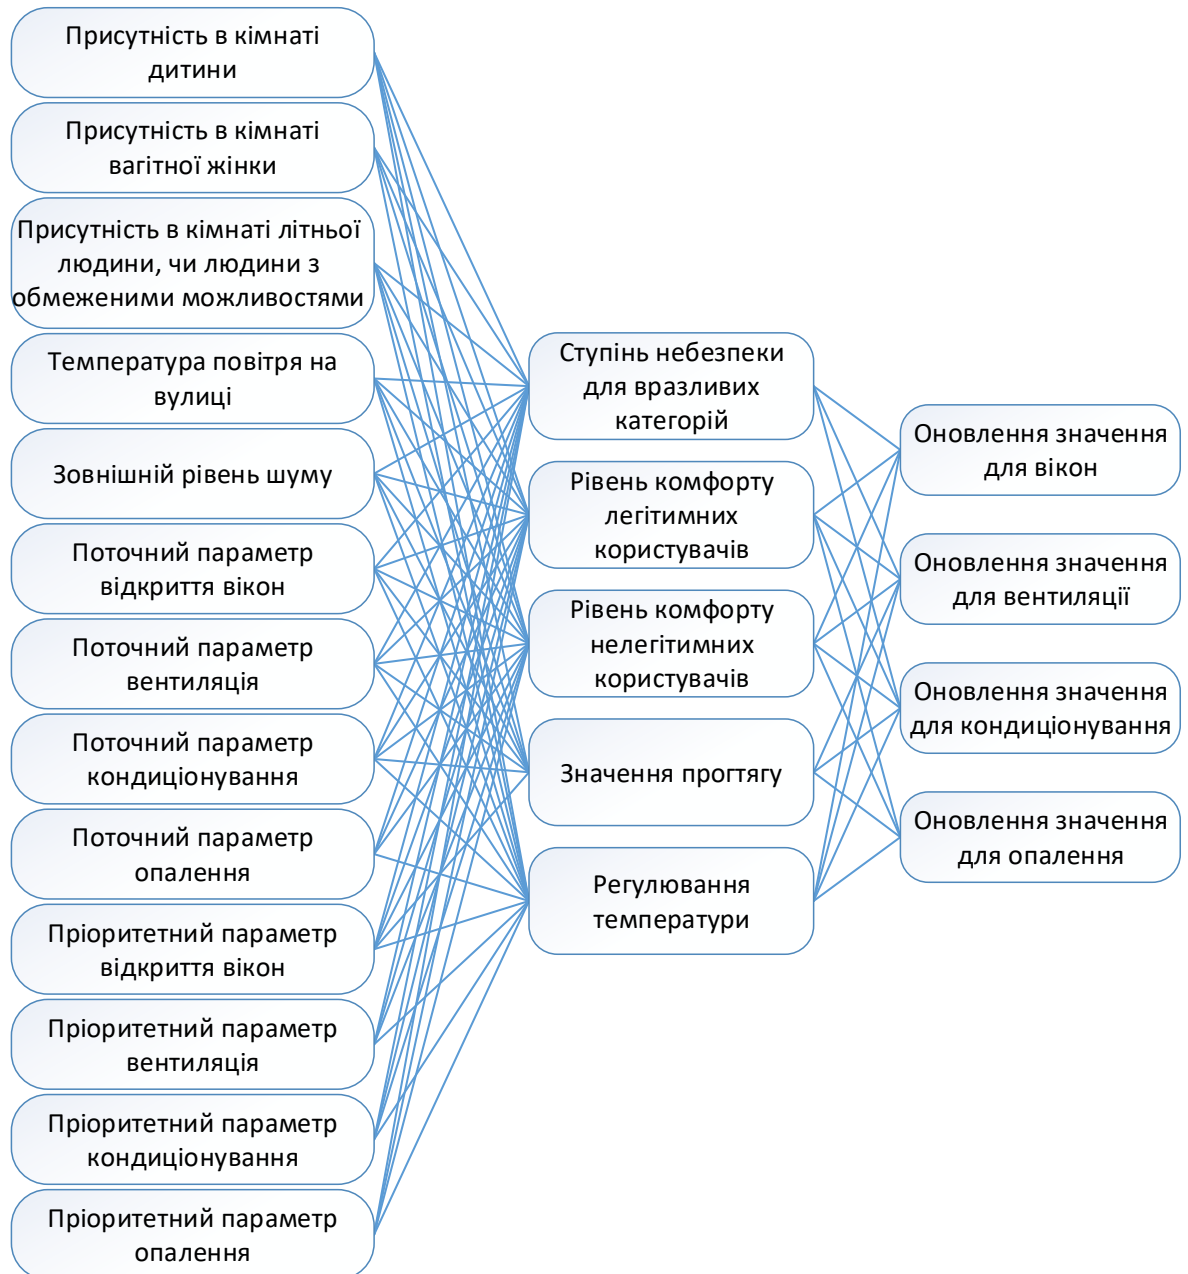 Присутність в кімнаті
дитини
Присутність в кімнаті
вагітної жінки
Присутність в кімнаті літньої
людини, чи людини з
обмеженими можливостями
Температура повітря на
вулиці
Зовнішній рівень шуму
Поточний параметр
відкриття вікон
Поточний параметр
вентиляція
Поточний параметр
кондиціонування
Поточний параметр
опалення
Пріоритетний параметр
відкриття вікон
Пріоритетний параметр
вентиляція
Пріоритетний параметр
кондиціонування
Пріоритетний параметр
опалення
Ступінь небезпеки
для вразливих
категорій
Рівень комфорту
легітимних
користувачів
Рівень комфорту
нелегітимних
користувачів
Значення прогтягу
Регулювання
температури
Оновлення значення
для вікон
Оновлення значення
для вентиляції
Оновлення значення
для кондиціонування
Оновлення значення
для опалення